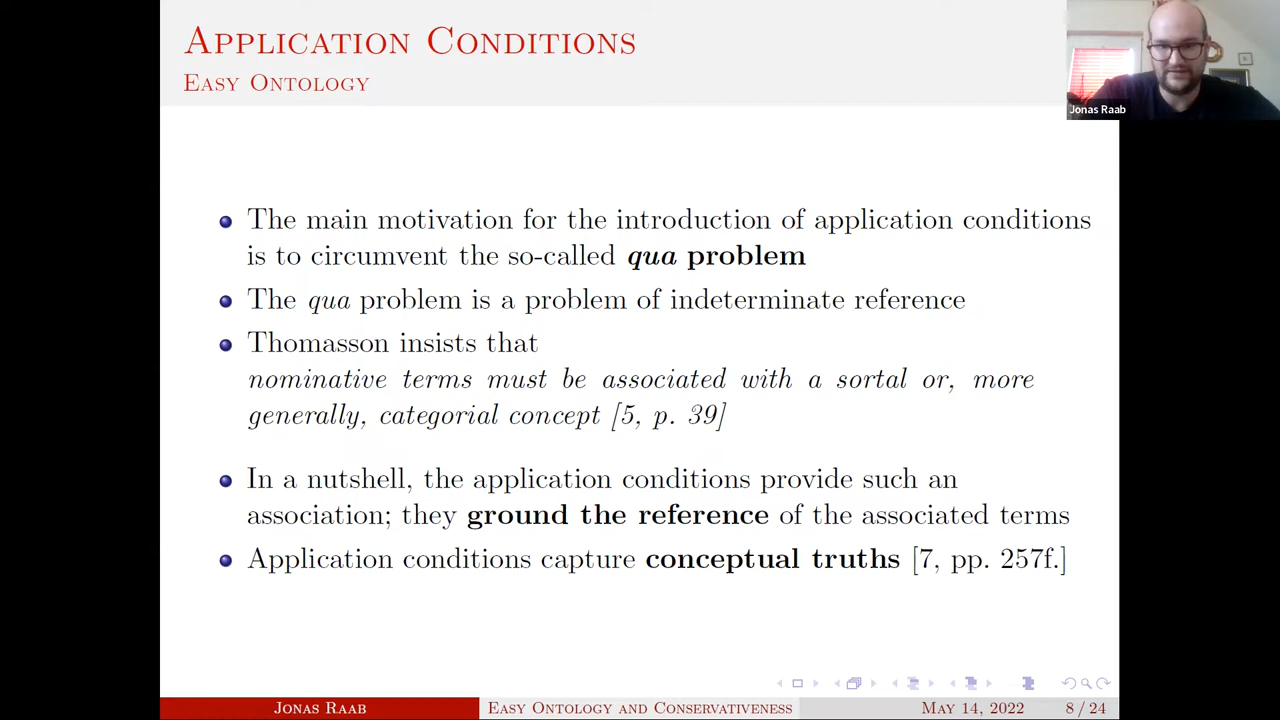 APPLICATION CONDITIONS
EASY ONTOLOGY
Jonas Raab
The main motivation for the introduction of application conditions
is to circumvent the so-called qua problem
The qua problem is a problem of indeterminate reference
Thomasson insists that
nominative terms must be associated with a sortal or, more
generally, categorial concept [5, p. 39]
In a nutshell, the application conditions provide such an
association; they ground the reference of the associated terms
Application conditions capture conceptual truths [7, pp. 257f.]
JONAS RAAB
EASY ONTOLOGY AND CONSERVATIVENESS
MAY 14, 2022
8 / 24